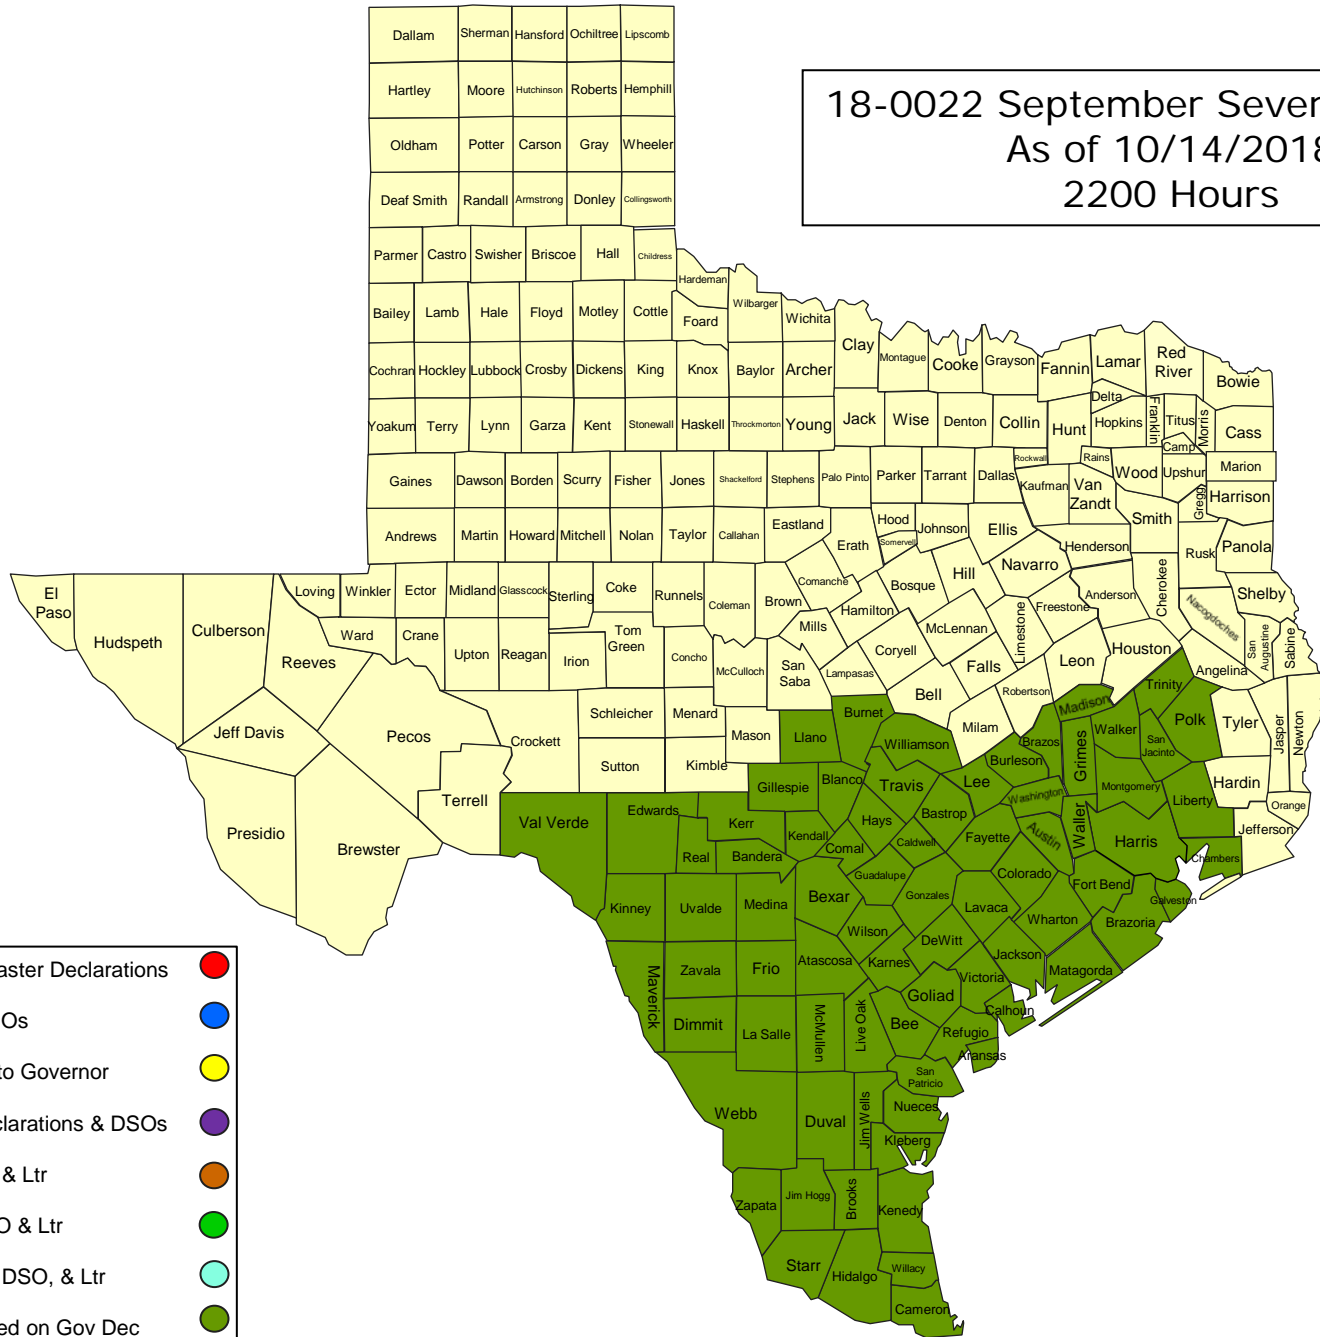 Dallam Sherman Hansford Ochiltree Lipscomb
Hartley Moore Hutchinson Roberts Hemphill
18-0022 September Sever
As of 10/14/2018
2200 Hours
Oldham Potter Carson Gray Wheeler
Deaf Smith Randall Armstrong Donley Collingsworth
Parmer Castro Swisher Briscoe Hall Childress
Hardeman
Bailey Lamb Hale Floyd Motley Cottle Foard Wilbarger Wichita
Clay Montague Cooke Grayson Fannin Lamar Red
River Bowie
Cochran Hockley Lubbock Crosby Dickens King Knox Baylor Archer
Delta
Yoakum Terry Lynn Garza Kent Stonewall Haskell Throckmorton Young Jack Wise Denton Collin Hunt Hopkins Franklin Titus Morris Cass
Camp
Rockwall Rains Wood Upshur Marion
Gaines Dawson Borden Scurry Fisher Jones Shackelford Stephens Palo Pinto Parker Tarrant Dallas Kaufman Van
Zandt Gregg Harrison
Andrews Martin Howard Mitchell Nolan Taylor Callahan Eastland Erath Hood Somervell Johnson Ellis Henderson Smith Rusk Panola
El
Paso Hudspeth Culberson Loving Winkler Ector Midland Glasscock Sterling Coke Runnels Coleman Brown Comanche Hamilton Bosque Hill Navarro Freestone Anderson Cherokee Nacogdoches Shelby
Reeves Ward Crane Upton Reagan Irion Tom
Green Concho McCulloch San
Saba Mills Lampasas Coryell McLennan Limestone Falls Leon Houston Angelina San
Augustine Sabine
Bell Robertson Milam Madison Trinity
Jeff Davis Pecos Crockett Schleicher Menard Mason Llano Burnet Williamson Brazos Grimes Walker San
Jacinto Polk Tyler Jasper Newton
Sutton Kimble Gillespie Blanco Travis Lee Burleson Washington Montgomery Liberty Hardin Orange
Presidio Brewster Terrell Val Verde Edwards Kerr Real Bandera Kendall Comal Hays Caldwell Bastrop Fayette Austin Waller Harris Chambers Jefferson
Kinney Uvalde Medina Bexar Guadalupe Gonzales Lavaca Colorado Wharton Fort Bend Brazoria Galveston
Maverick Zavala Frio Atascosa Wilson Karnes DeWitt Victoria Jackson Matagorda
Dimmit La Salle McMullen Live Oak Bee Goliad Refugio Calhoun
Aransas
San
Patricio
Webb Duval Jim Wells Nueces
Kleberg
Zapata Jim Hogg Brooks Kenedy
Starr Hidalgo Willacy
Cameron
aster Declarations
Os
to Governor
clarations & DSOs
& Ltr
O & Ltr
DSO, & Ltr
ed on Gov Dec